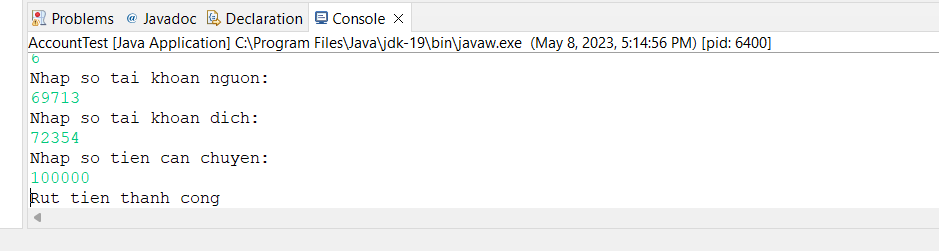 Problems @ Javadoc Declaration Console
AccountTest [Java Application] C:\Program Files\Java\jdk-19\bin\javaw.exe (May 8, 2023, 5:14:56 PM) [pid: 6400]
6
Nhap so tai khoan nguon:
69713
Nhap so tai khoan dich:
72354
Nhap so tien can chuyen:
100000
Rut tien thanh cong